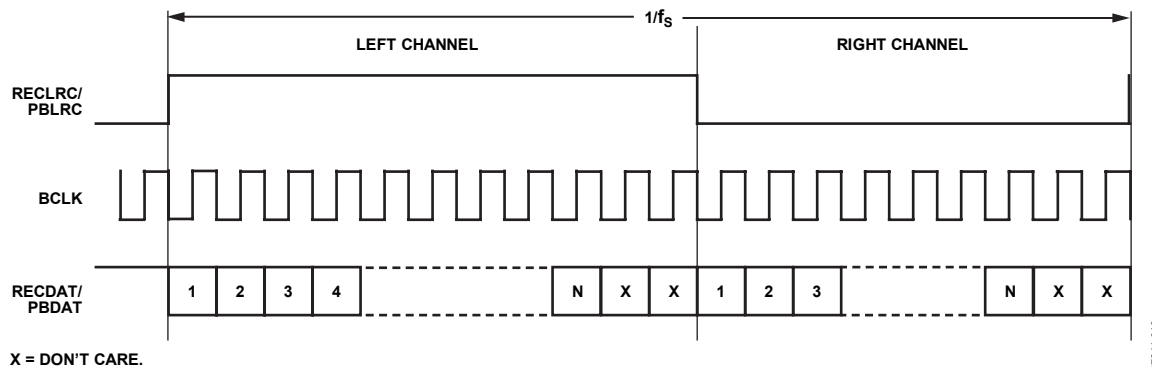 1/fS
LEFT CHANNEL RIGHT CHANNEL
RECLRC/
PBLRC
BCLK
RECDAT/
PBDAT
1 2 3 4 N X X 1 2 3 N X X
X = DON'T CARE.